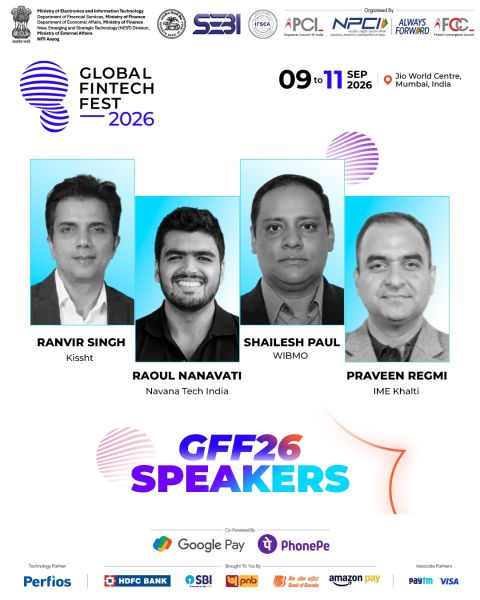 Ministry of Electronics and Information Technology
Department of Financial Services, Ministry of Finance
Department of Economic Affairs, Ministry of Finance
New, Emerging and Strategic Technology (NEST) Division,
Ministry of External Affairs
NITI Aayog
SEBI
IFSCA
Organised By
PCI
Payments Council Of India
NPCI
ALWAYS
FORWARD
FCC
Fintech Convergence Council
GLOBAL
FINTECH
FEST
2026
09 to 11 SEP
2026
Jio World Centre,
Mumbai, India
RANVIR SINGH
Kissht
RAOUL NANAVATI
Navana Tech India
SHAILESH PAUL
WIBMO
PRAVEEN REGMI
IME Khalti
GFF26
SPEAKERS
Co-Powered By
Google Pay
PhonePe
Technology Partner
Perfios
Brought To You By
HDFC BANK
SBI
pnb
Bank of Baroda
amazon pay
Associate Partners
paytm
VISA